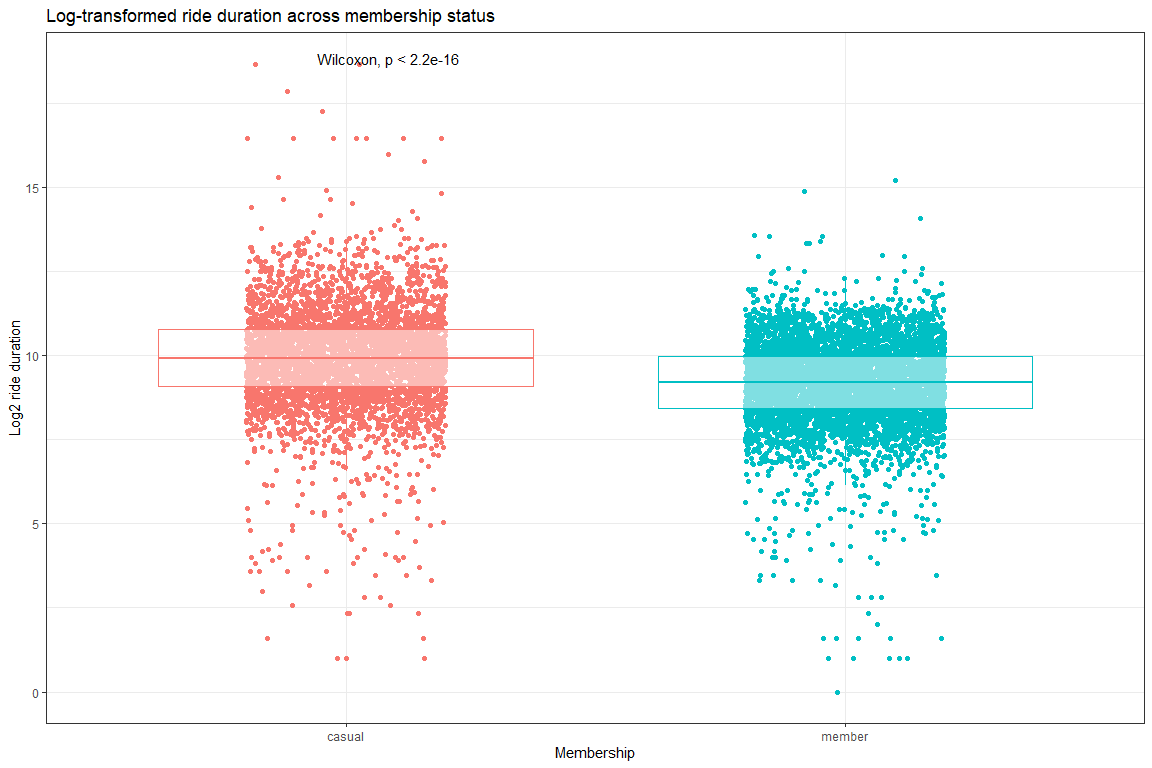 Log-transformed ride duration across membership status
Wilcoxon, p < 2.2e-16
15
10
5
0
Log2 ride duration
casual
member
Membership